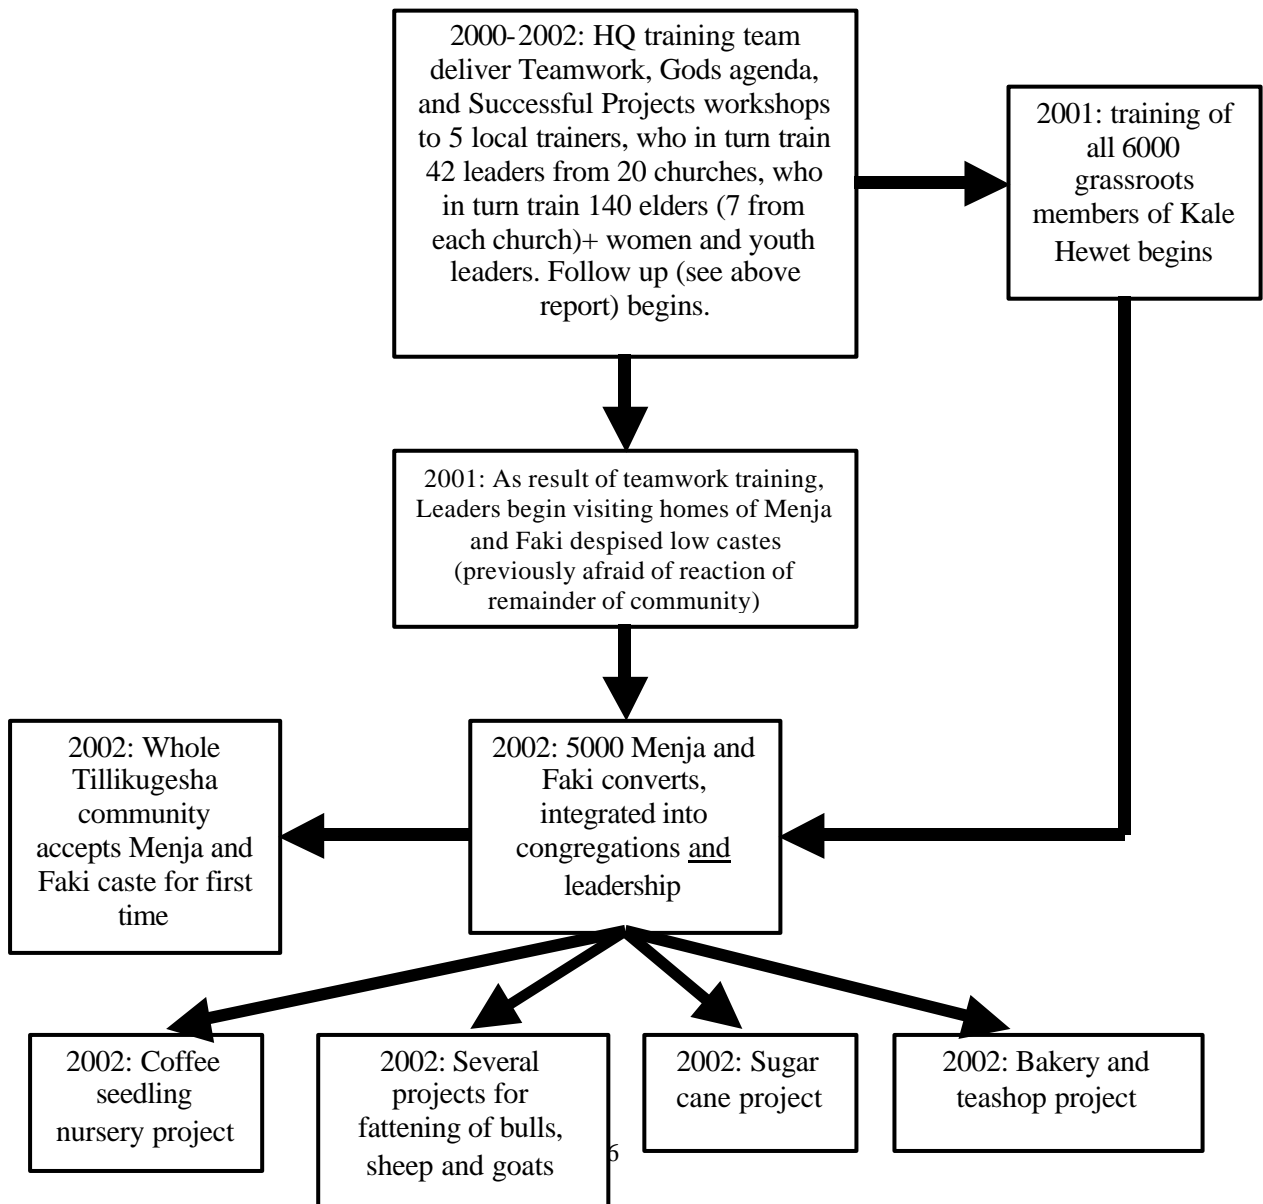 2000-2002: HQ training team
deliver Teamwork, Gods agenda,
and Successful Projects workshops
to 5 local trainers, who in turn train
42 leaders from 20 churches, who
in turn train 140 elders (7 from
each church)+ women and youth
leaders. Follow up (see above
report) begins.
2001: training of
all 6000
grassroots
members of Kale
Hewet begins
2001: As result of teamwork training,
Leaders begin visiting homes of Menja
and Faki despised low castes
(previously afraid of reaction of
remainder of community)
2002: Whole
Tillikugesha
community
accepts Menja and
Faki caste for first
time
2002: 5000 Menja and
Faki converts,
integrated into
congregations and
leadership
2002: Coffee
seedling
nursery project
2002: Several
projects for
fattening of bulls,
sheep and goats
2002: Sugar
cane project
2002: Bakery and
teashop project
6